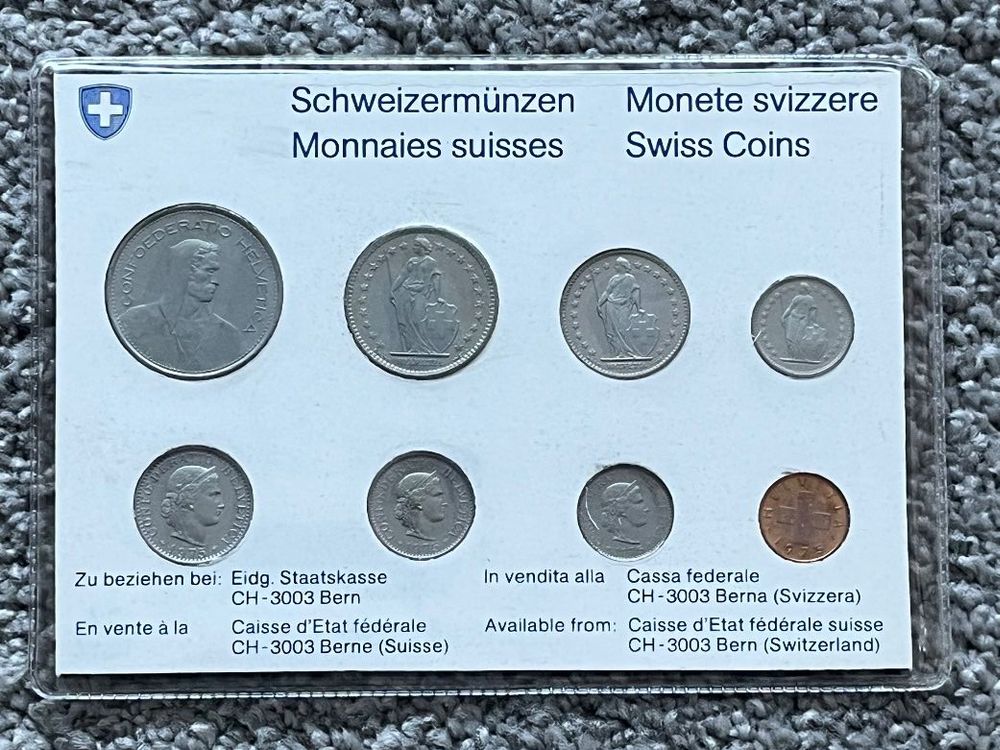 Schweizermünzen
Monnaies suisses
Monete svizzere
Swiss Coins
CONFOEDERATIO HELVETICA
HELVETIA
1975
Zu beziehen bei: Eidg. Staatskasse
CH-3003 Bern
En vente à la Caisse d'Etat fédérale
CH-3003 Berne (Suisse)
In vendita alla Cassa federale
CH-3003 Berna (Svizzera)
Available from: Caisse d'Etat fédérale suisse
CH-3003 Bern (Switzerland)